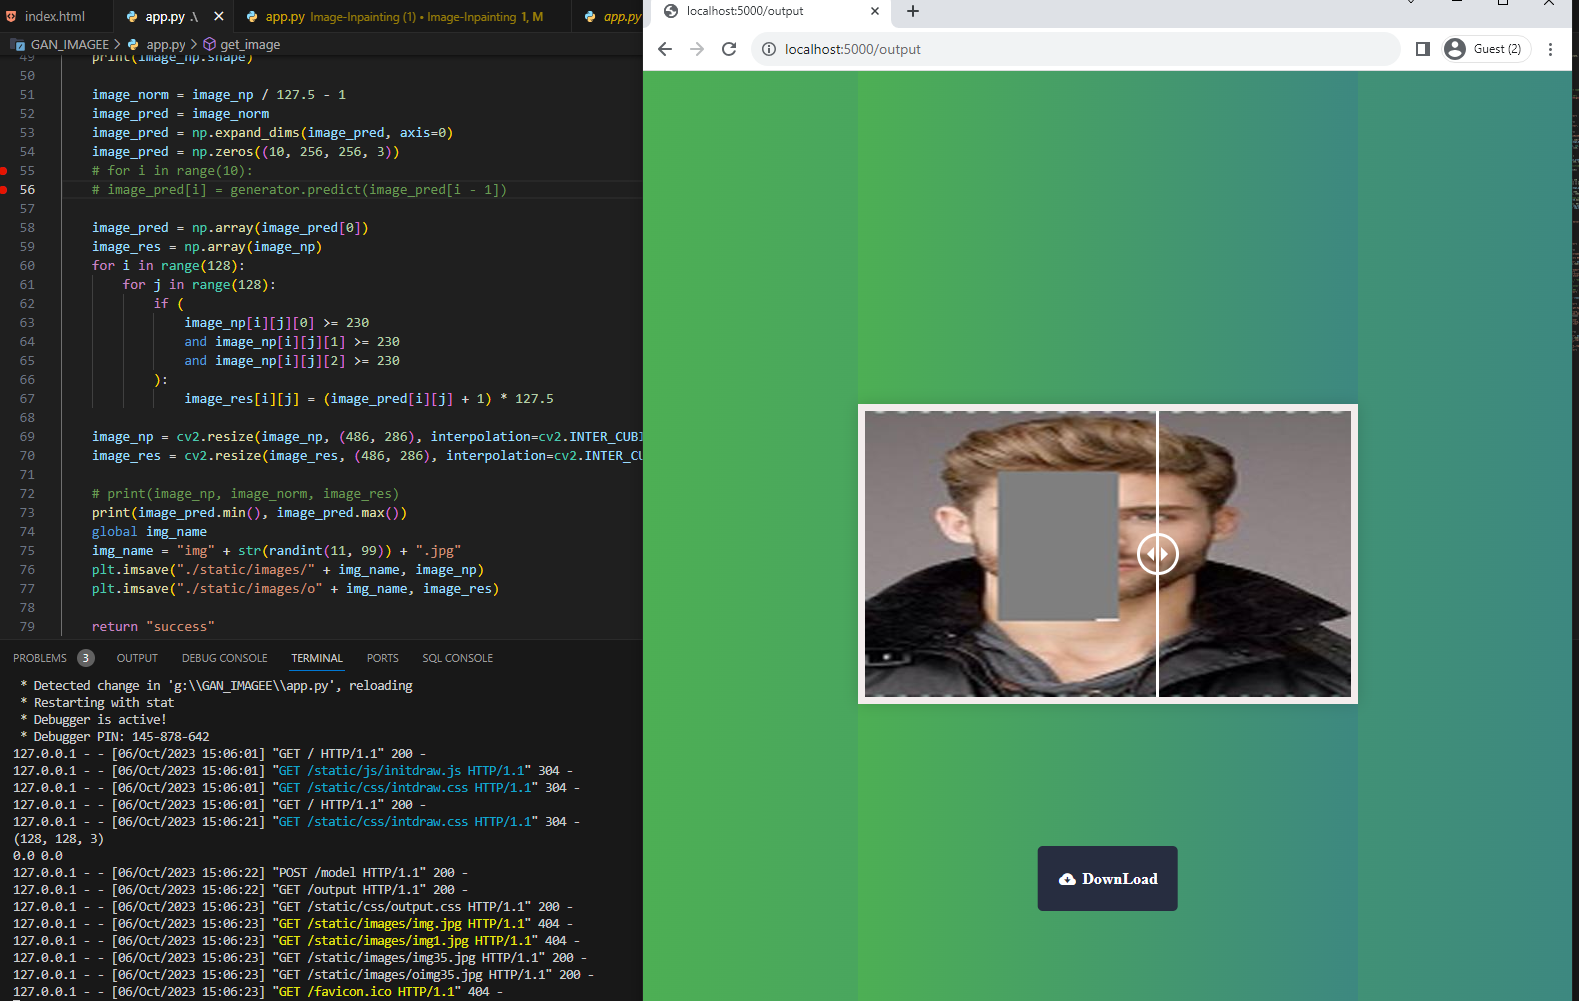 index.html
app.py .\
app.py Image-Inpainting (1) • Image-Inpainting 1, M
app.py
GAN_IMAGEE > app.py > get_image
49 print(image_np.shape)
50
51 image_norm = image_np / 127.5 - 1
52 image_pred = image_norm
53 image_pred = np.expand_dims(image_pred, axis=0)
54 image_pred = np.zeros((10, 256, 256, 3))
55 # for i in range(10):
56 # image_pred[i] = generator.predict(image_pred[i - 1])
57
58 image_pred = np.array(image_pred[0])
59 image_res = np.array(image_np)
60 for i in range(128):
61 for j in range(128):
62 if (
63 image_np[i][j][0] >= 230
64 and image_np[i][j][1] >= 230
65 and image_np[i][j][2] >= 230
66 ):
67 image_res[i][j] = (image_pred[i][j] + 1) * 127.5
68
69 image_np = cv2.resize(image_np, (486, 286), interpolation=cv2.INTER_CUBI
70 image_res = cv2.resize(image_res, (486, 286), interpolation=cv2.INTER_CU
71
72 # print(image_np, image_norm, image_res)
73 print(image_pred.min(), image_pred.max())
74 global img_name
75 img_name = "img" + str(randint(11, 99)) + ".jpg"
76 plt.imsave("./static/images/" + img_name, image_np)
77 plt.imsave("./static/images/o" + img_name, image_res)
78
79 return "success"
PROBLEMS 3 OUTPUT DEBUG CONSOLE TERMINAL PORTS SQL CONSOLE
* Detected change in 'g:\\GAN_IMAGEE\\app.py', reloading
* Restarting with stat
* Debugger is active!
* Debugger PIN: 145-878-642
127.0.0.1 - - [06/Oct/2023 15:06:01] "GET / HTTP/1.1" 200 -
127.0.0.1 - - [06/Oct/2023 15:06:01] "GET /static/js/initdraw.js HTTP/1.1" 304 -
127.0.0.1 - - [06/Oct/2023 15:06:01] "GET /static/css/intdraw.css HTTP/1.1" 304 -
127.0.0.1 - - [06/Oct/2023 15:06:01] "GET / HTTP/1.1" 200 -
127.0.0.1 - - [06/Oct/2023 15:06:21] "GET /static/css/intdraw.css HTTP/1.1" 304 -
(128, 128, 3)
0.0 0.0
127.0.0.1 - - [06/Oct/2023 15:06:22] "POST /model HTTP/1.1" 200 -
127.0.0.1 - - [06/Oct/2023 15:06:22] "GET /output HTTP/1.1" 200 -
127.0.0.1 - - [06/Oct/2023 15:06:23] "GET /static/css/output.css HTTP/1.1" 200 -
127.0.0.1 - - [06/Oct/2023 15:06:23] "GET /static/images/img.jpg HTTP/1.1" 404 -
127.0.0.1 - - [06/Oct/2023 15:06:23] "GET /static/images/img1.jpg HTTP/1.1" 404 -
127.0.0.1 - - [06/Oct/2023 15:06:23] "GET /static/images/img35.jpg HTTP/1.1" 200 -
127.0.0.1 - - [06/Oct/2023 15:06:23] "GET /static/images/oimg35.jpg HTTP/1.1" 200 -
127.0.0.1 - - [06/Oct/2023 15:06:23] "GET /favicon.ico HTTP/1.1" 404 -
localhost:5000/output
localhost:5000/output
Guest (2)
DownLoad